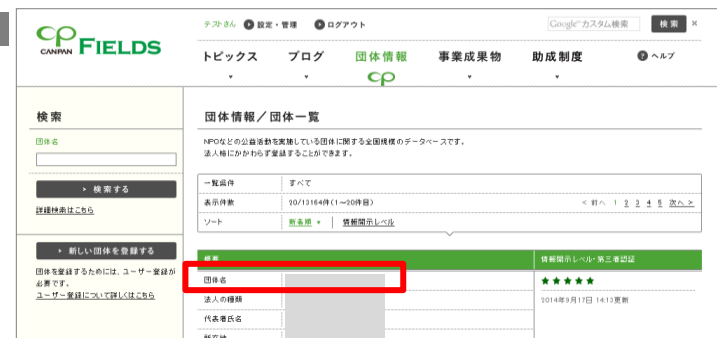 テストさん 設定・管理 ログアウト
Google™カスタム検索 検索 ×
CP
CANPAN FIELDS
トピックス ブログ 団体情報 事業成果物 助成制度 ヘルプ
CP
検索
団体名
検索する
詳細検索はこちら
新しい団体を登録する
団体を登録するためには、ユーザー登録が
必要です。
ユーザー登録について詳しくはこちら
団体情報/団体一覧
NPOなどの公益活動を実施している団体に関する全国規模のデータベースです。
法人格にかかわらず登録することができます。
一覧条件 すべて
表示件数 20/13164件(1~20件目) < 前へ 1 2 3 4 5 次へ >
ソート 新着順 情報開示レベル
概要 情報開示レベル・第三者認証
団体名 ★★★★★
法人の種類 2014年9月17日 14:13更新
代表者氏名
所在地